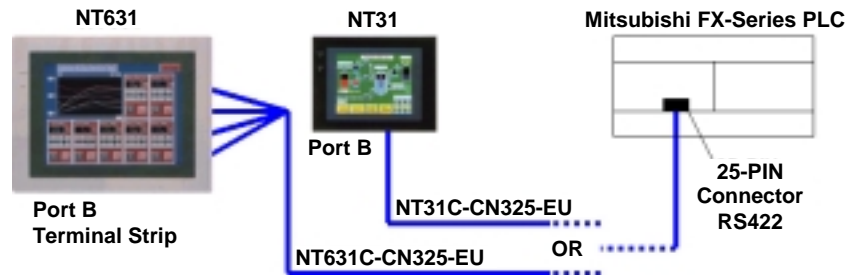 NT631
NT31
Mitsubishi FX-Series PLC
Port B
25-PIN
Connector
RS422
Port B
Terminal Strip
NT31C-CN325-EU
OR
NT631C-CN325-EU